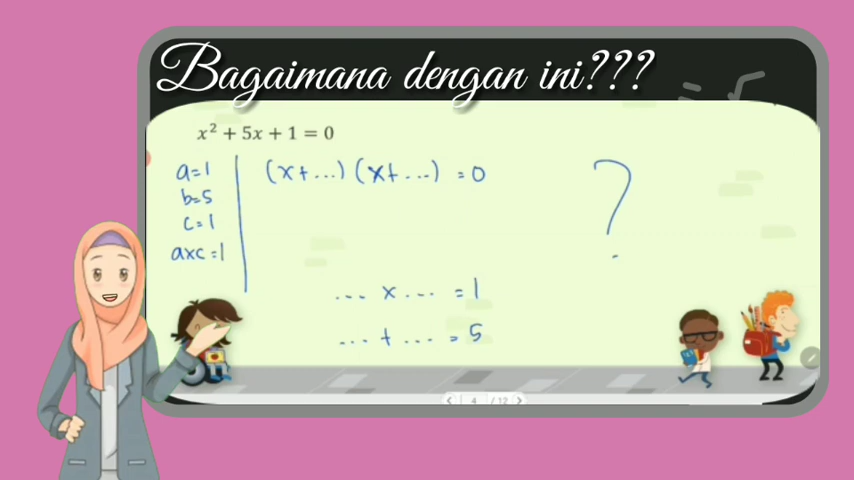 Bagaimana dengan ini???
x² + 5x + 1 = 0
a=1
b=5
c=1
axc=1
(x+...) (x+...) =0
?
... x ... =1
... + ... = 5
< 4 / 12 >